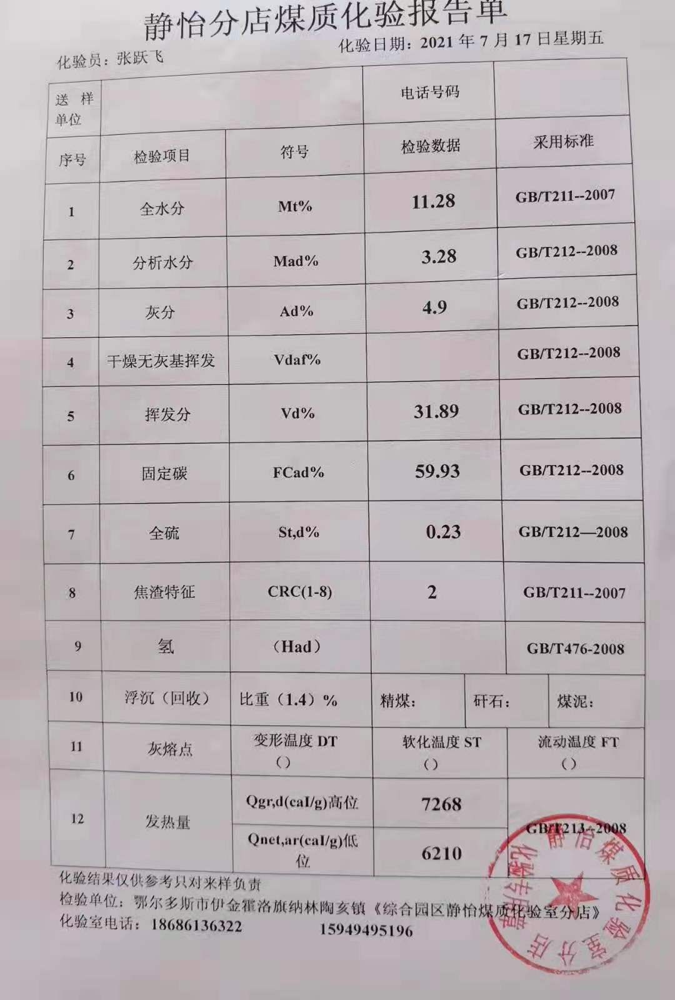 静怡分店煤质化验报告单
化验员：张跃飞 化验日期：2021年7月17日星期五
送 样单位 电话号码
序号 检验项目 符号 检验数据 采用标准
1 全水分 Mt% 11.28 GB/T211--2007
2 分析水分 Mad% 3.28 GB/T212--2008
3 灰分 Ad% 4.9 GB/T212--2008
4 干燥无灰基挥发 Vdaf% GB/T212--2008
5 挥发分 Vd% 31.89 GB/T212--2008
6 固定碳 FCad% 59.93 GB/T212--2008
7 全硫 St,d% 0.23 GB/T212—2008
8 焦渣特征 CRC(1-8) 2 GB/T211--2007
9 氢 （Had） GB/T476-2008
10 浮沉（回收） 比重（1.4）% 精煤： 矸石： 煤泥：
11 灰熔点 变形温度 DT （） 软化温度 ST （） 流动温度 FT （）
12 发热量 Qgr,d(caI/g)高位 7268 GB/T213--2008
Qnet,ar(caI/g)低位 6210
化验结果仅供参考只对来样负责
检验单位：鄂尔多斯市伊金霍洛旗纳林陶亥镇《综合园区静怡煤质化验室分店》
化验室电话：18686136322 15949495196
静怡煤质化验室分店
化验专用章